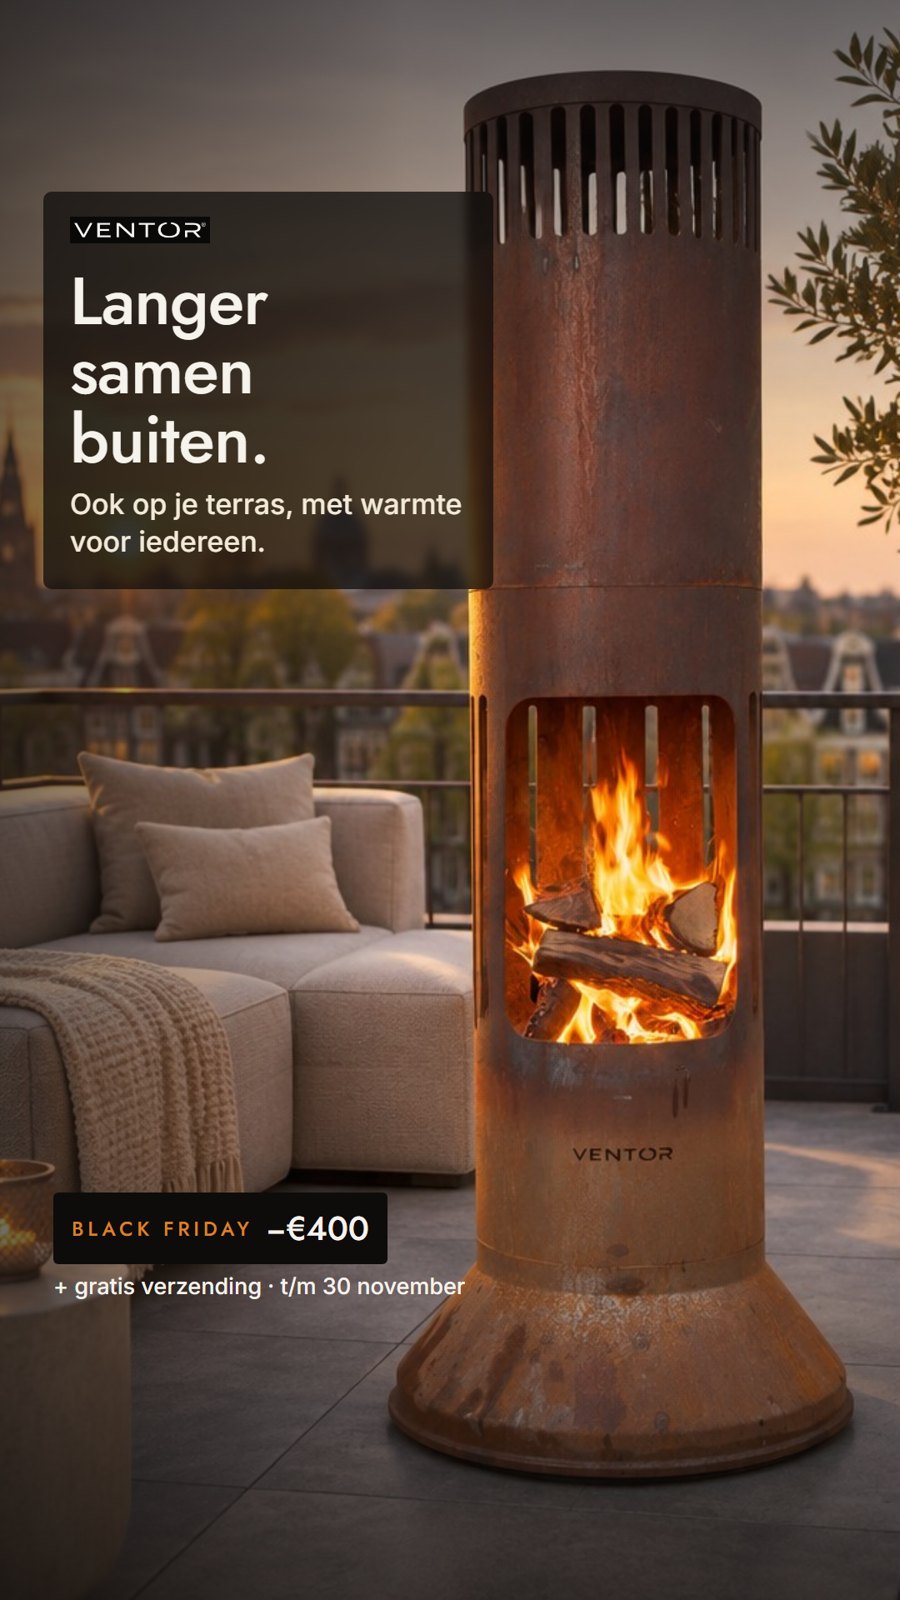 VENTOR®
Langer
samen
buiten.
Ook op je terras, met warmte
voor iedereen.
VENTOR
BLACK FRIDAY –€400
+ gratis verzending · t/m 30 november